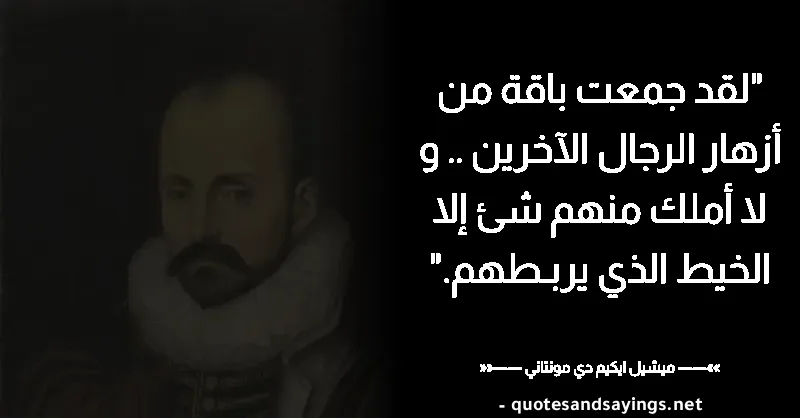 "لقد جمعت باقة من
أزهار الرجال الآخرين .. و
لا أملك منهم شئ إلا
الخيط الذي يربطهم."
»»—— ميشيل ايكيم دي مونتاني ——««
- quotesandsayings.net